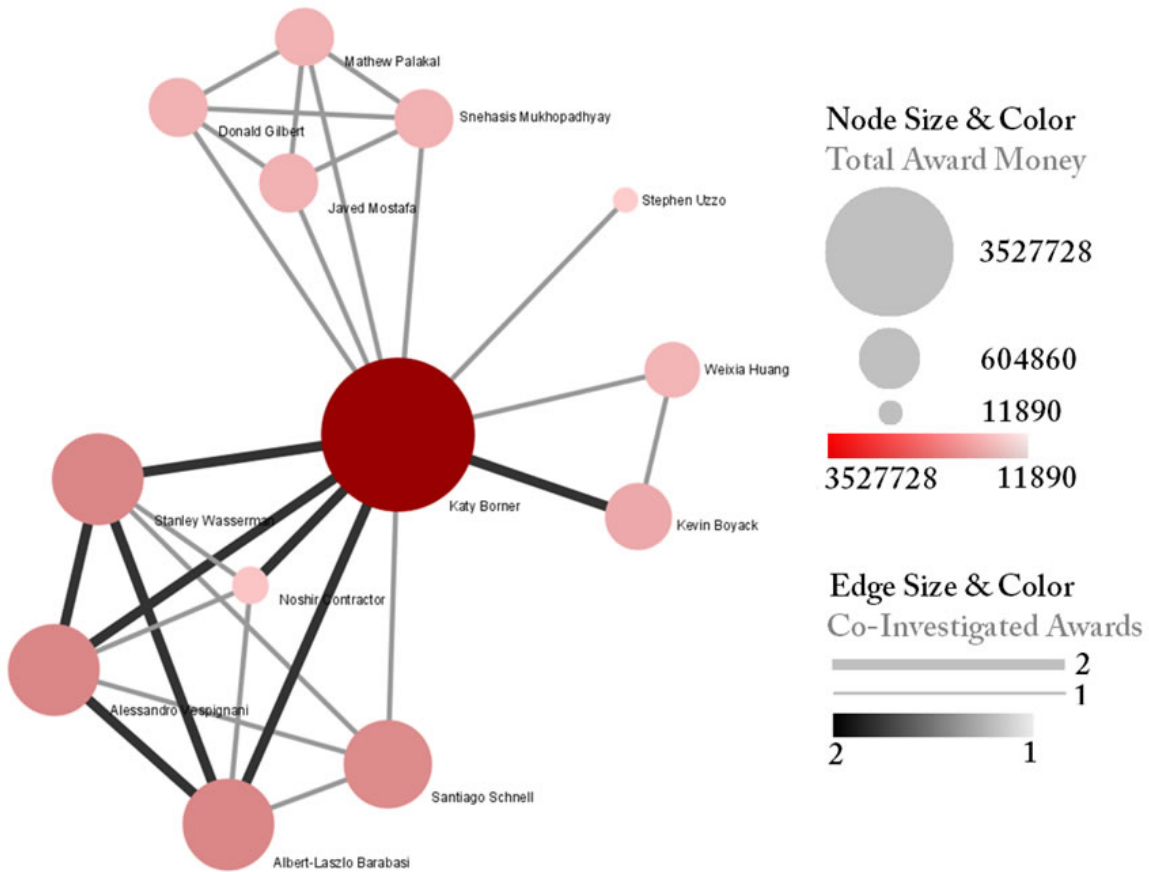 Mathew Palakal
Snehasis Mukhopadhyay
Donald Gilbert
Javed Mostafa
Stephen Uzzo
Weixia Huang
Katy Borner
Kevin Boyack
Stanley Wasserman
Noshir Contractor
Alessandro Vespignani
Santiago Schnell
Albert-Laszlo Barabasi
Node Size & Color
Total Award Money
3527728
604860
11890
3527728 11890
Edge Size & Color
Co-Investigated Awards
2
1
2 1